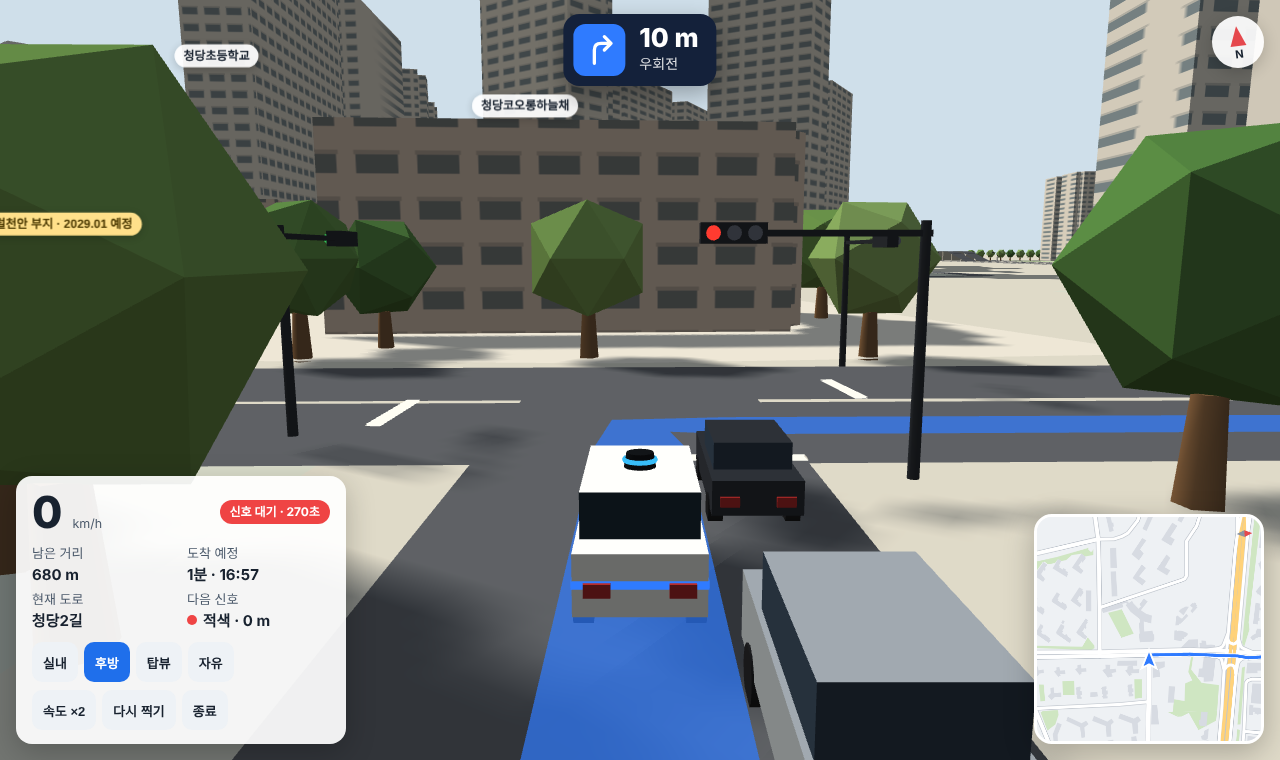 10 m
우회전
N
청당초등학교
청당코오롱하늘채
천안 부지 · 2029.01 예정
0 km/h
신호 대기 · 270초
남은 거리
680 m
도착 예정
1분 · 16:57
현재 도로
청당2길
다음 신호
적색 · 0 m
실내
후방
탑뷰
자유
속도 ×2
다시 찍기
종료